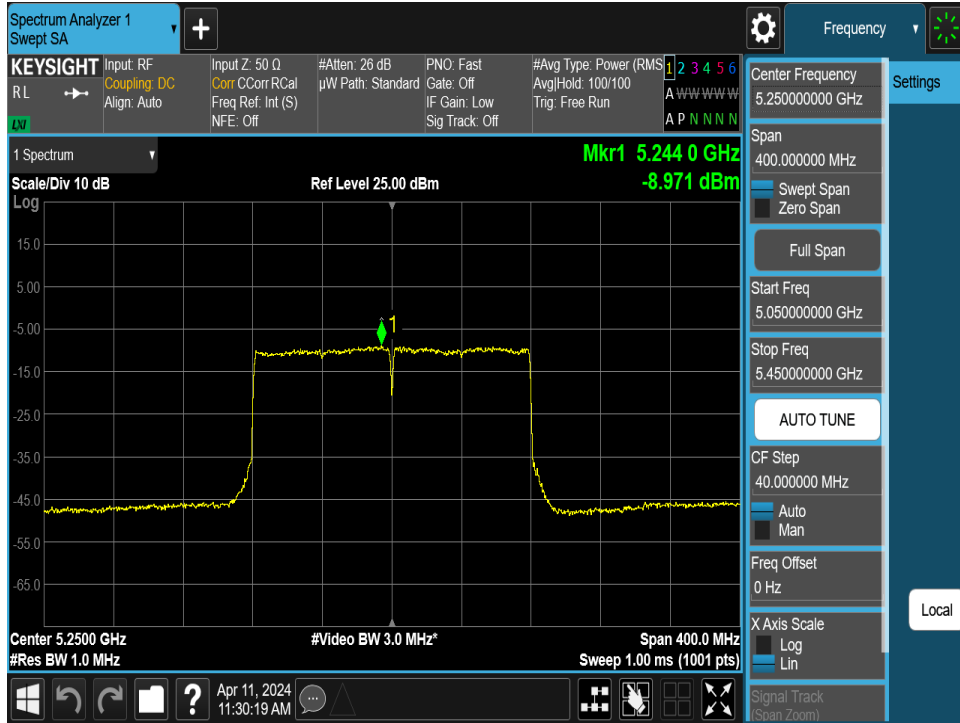 Spectrum Analyzer 1
Swept SA
+
Frequency
KEYSIGHT
RL
LXI
Input: RF
Coupling: DC
Align: Auto
Input Z: 50 Ω
Corr CCorr RCal
Freq Ref: Int (S)
NFE: Off
#Atten: 26 dB
µW Path: Standard
PNO: Fast
Gate: Off
IF Gain: Low
Sig Track: Off
#Avg Type: Power (RMS
Avg|Hold: 100/100
Trig: Free Run
1 2 3 4 5 6
A W W W W W
A P N N N N
1 Spectrum
Mkr1 5.244 0 GHz
Scale/Div 10 dB
Ref Level 25.00 dBm
-8.971 dBm
Log
15.0
5.00
-5.00
-15.0
-25.0
-35.0
-45.0
-55.0
-65.0
1
Center 5.2500 GHz
#Video BW 3.0 MHz*
Span 400.0 MHz
#Res BW 1.0 MHz
Sweep 1.00 ms (1001 pts)
Center Frequency
5.250000000 GHz
Span
400.000000 MHz
Swept Span
Zero Span
Full Span
Start Freq
5.050000000 GHz
Stop Freq
5.450000000 GHz
AUTO TUNE
CF Step
40.000000 MHz
Auto
Man
Freq Offset
0 Hz
X Axis Scale
Log
Lin
Signal Track
(Span Zoom)
Settings
Local
?
Apr 11, 2024
11:30:19 AM